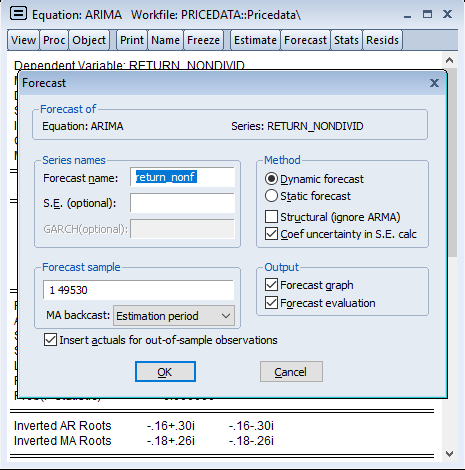 Equation: ARIMA Workfile: PRICEDATA::Pricedata\
View Proc Object Print Name Freeze Estimate Forecast Stats Resids
Dependent Variable: RETURN_NONDIVID
Forecast
Forecast of
Equation: ARIMA Series: RETURN_NONDIVID
Series names
Forecast name: return_nonf
S.E. (optional):
GARCH(optional):
Method
Dynamic forecast
Static forecast
Structural (ignore ARMA)
Coef uncertainty in S.E. calc
Forecast sample
1 49530
MA backcast: Estimation period
Output
Forecast graph
Forecast evaluation
Insert actuals for out-of-sample observations
OK Cancel
Inverted AR Roots -.16+.30i -.16-.30i
Inverted MA Roots -.18+.26i -.18-.26i